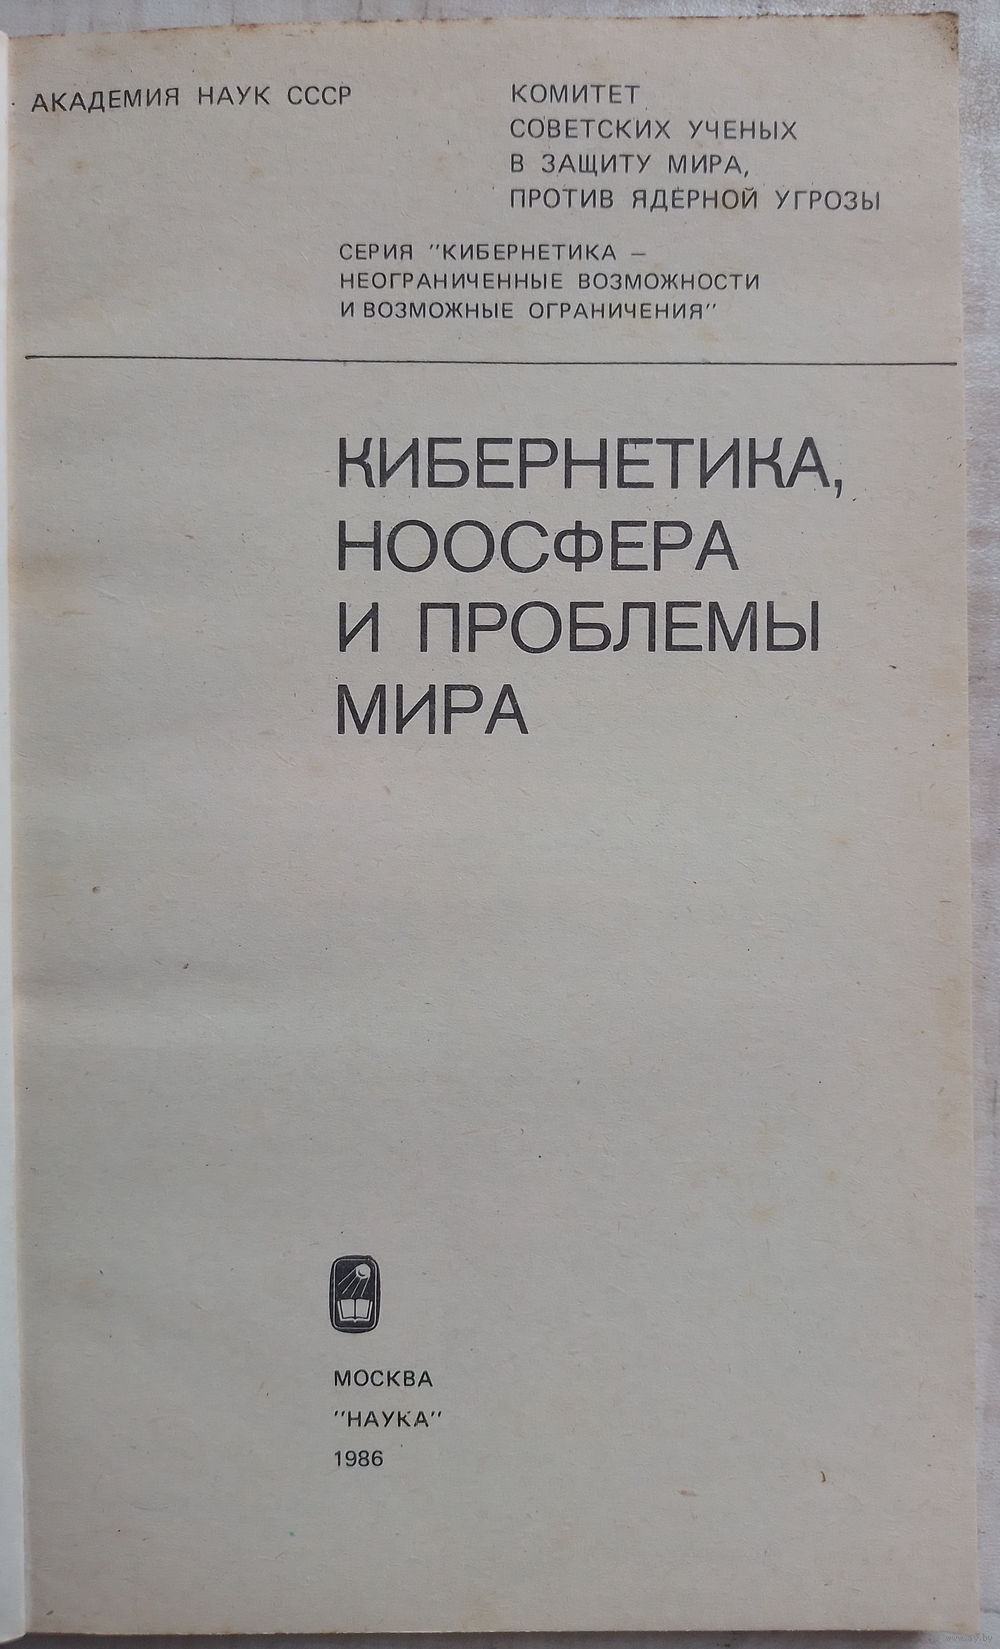 АКАДЕМИЯ НАУК СССР
КОМИТЕТ
СОВЕТСКИХ УЧЕНЫХ
В ЗАЩИТУ МИРА,
ПРОТИВ ЯДЕРНОЙ УГРОЗЫ
СЕРИЯ "КИБЕРНЕТИКА –
НЕОГРАНИЧЕННЫЕ ВОЗМОЖНОСТИ
И ВОЗМОЖНЫЕ ОГРАНИЧЕНИЯ"
КИБЕРНЕТИКА,
НООСФЕРА
И ПРОБЛЕМЫ
МИРА
МОСКВА
"НАУКА"
1986